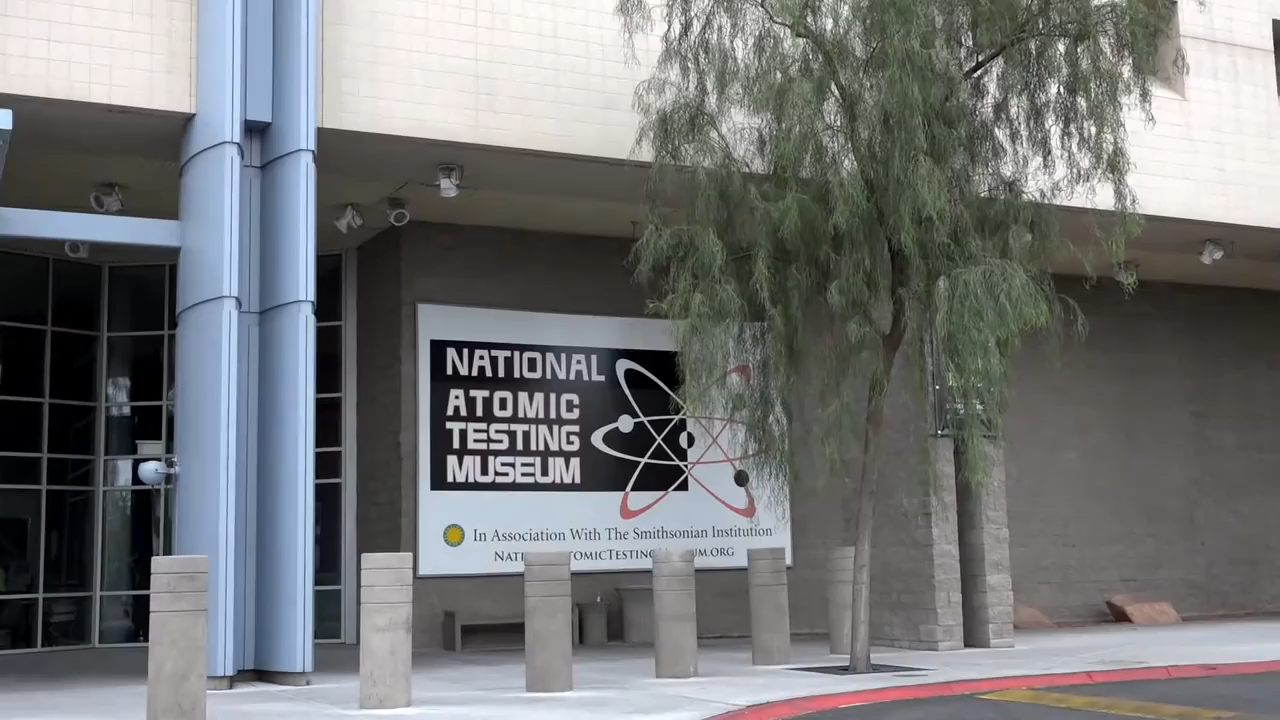 NATIONAL
ATOMIC
TESTING
MUSEUM
In Association With The Smithsonian Institution